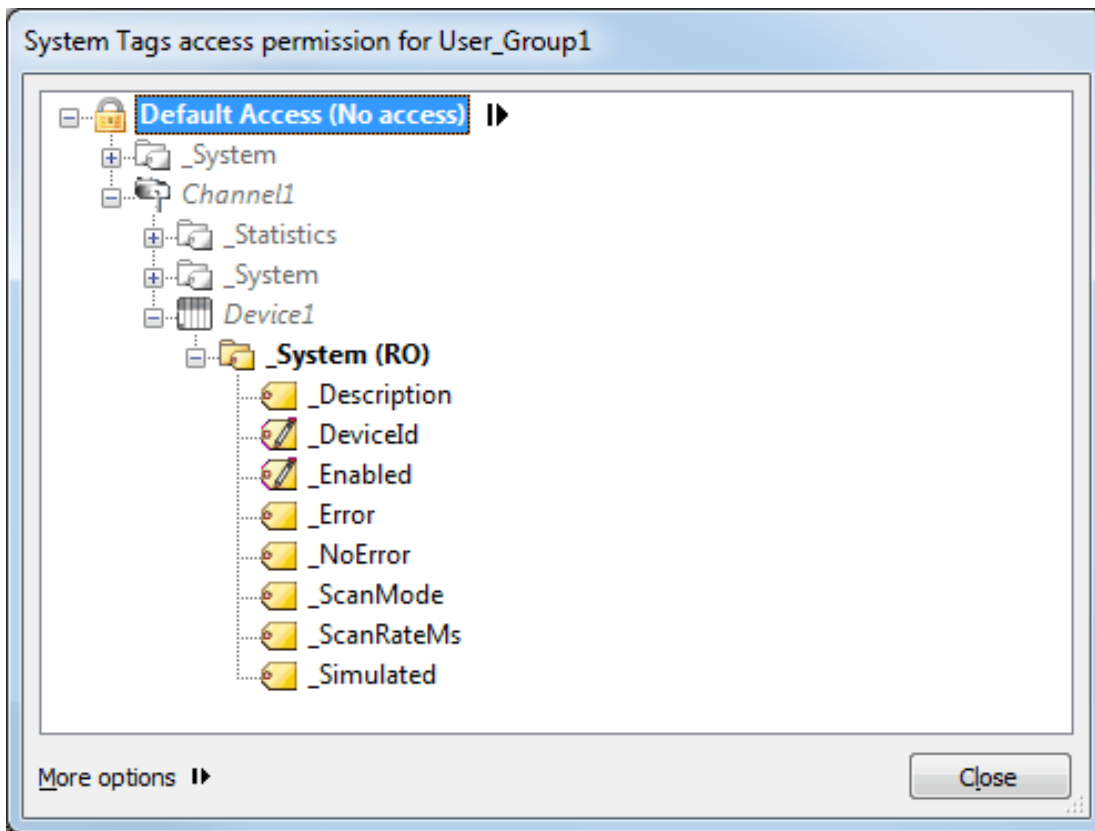 System Tags access permission for User_Group1
Default Access (No access)
_System
Channel1
_Statistics
_System
Device1
_System (RO)
_Description
_DeviceId
_Enabled
_Error
_NoError
_ScanMode
_ScanRateMs
_Simulated
More options
Close